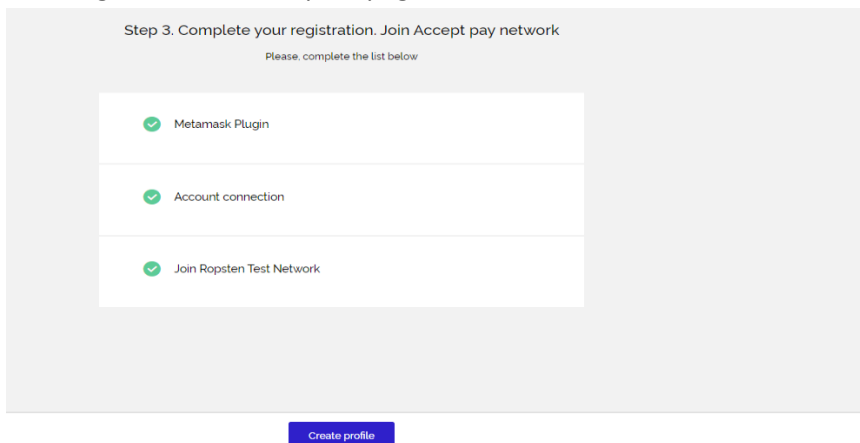 Step 3. Complete your registration. Join Accept pay network
Please, complete the list below
Metamask Plugin
Account connection
Join Ropsten Test Network
Create profile